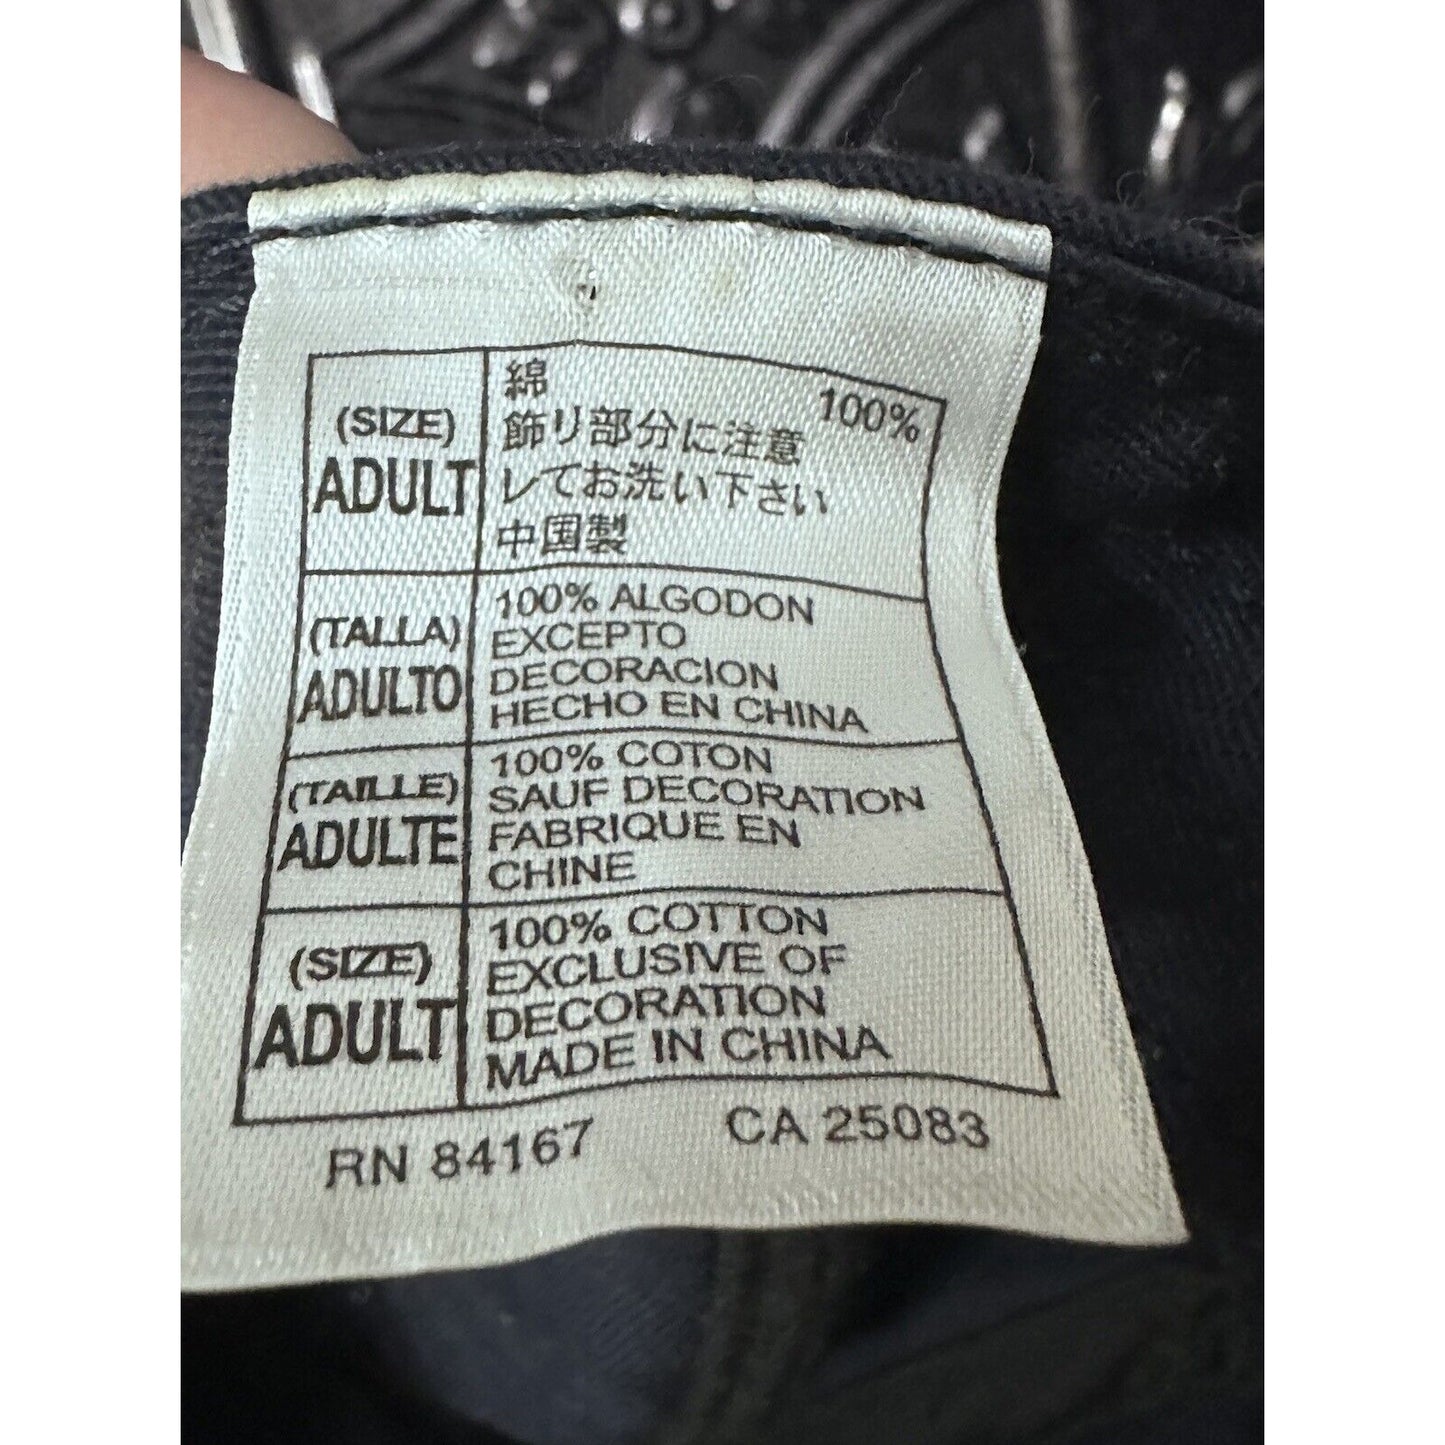 (SIZE)
ADULT
綿 100%
飾り部分に注意
してお洗い下さい
中国製
(TALLA)
ADULTO
100% ALGODON
EXCEPTO
DECORACION
HECHO EN CHINA
(TAILLE)
ADULTE
100% COTON
SAUF DECORATION
FABRIQUE EN
CHINE
(SIZE)
ADULT
100% COTTON
EXCLUSIVE OF
DECORATION
MADE IN CHINA
RN 84167 CA 25083